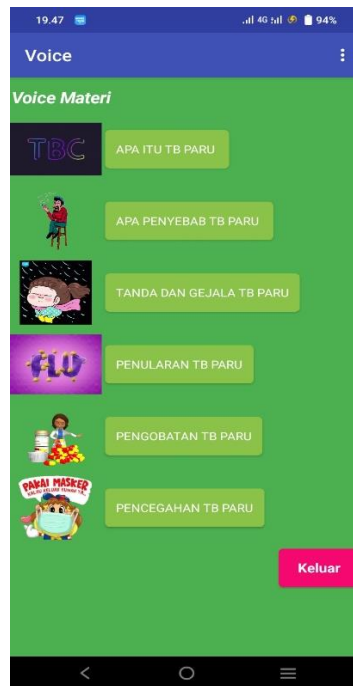 19.47
4G
94%
Voice
Voice Materi
TBC
APA ITU TB PARU
APA PENYEBAB TB PARU
TANDA DAN GEJALA TB PARU
FLU
PENULARAN TB PARU
PENGOBATAN TB PARU
PAKAI MASKER
PENCEGAHAN TB PARU
Keluar